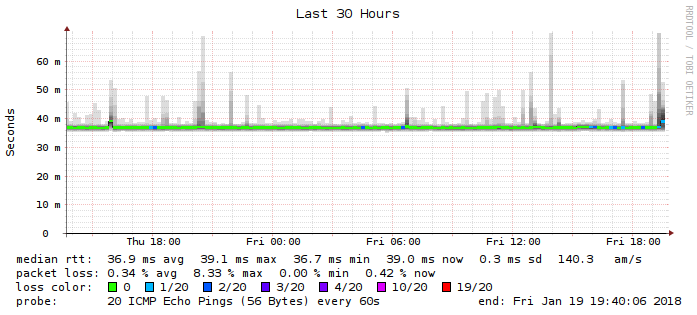 Last 30 Hours
RRDTOOL / TOBI OETIKER
Seconds
60 m
50 m
40 m
30 m
20 m
10 m
0
Thu 18:00 Fri 00:00 Fri 06:00 Fri 12:00 Fri 18:00
median rtt: 36.9 ms avg 39.1 ms max 36.7 ms min 39.0 ms now 0.3 ms sd 140.3 am/s
packet loss: 0.34 % avg 8.33 % max 0.00 % min 0.42 % now
loss color: 0 1/20 2/20 3/20 4/20 10/20 19/20
probe: 20 ICMP Echo Pings (56 Bytes) every 60s end: Fri Jan 19 19:40:06 2018